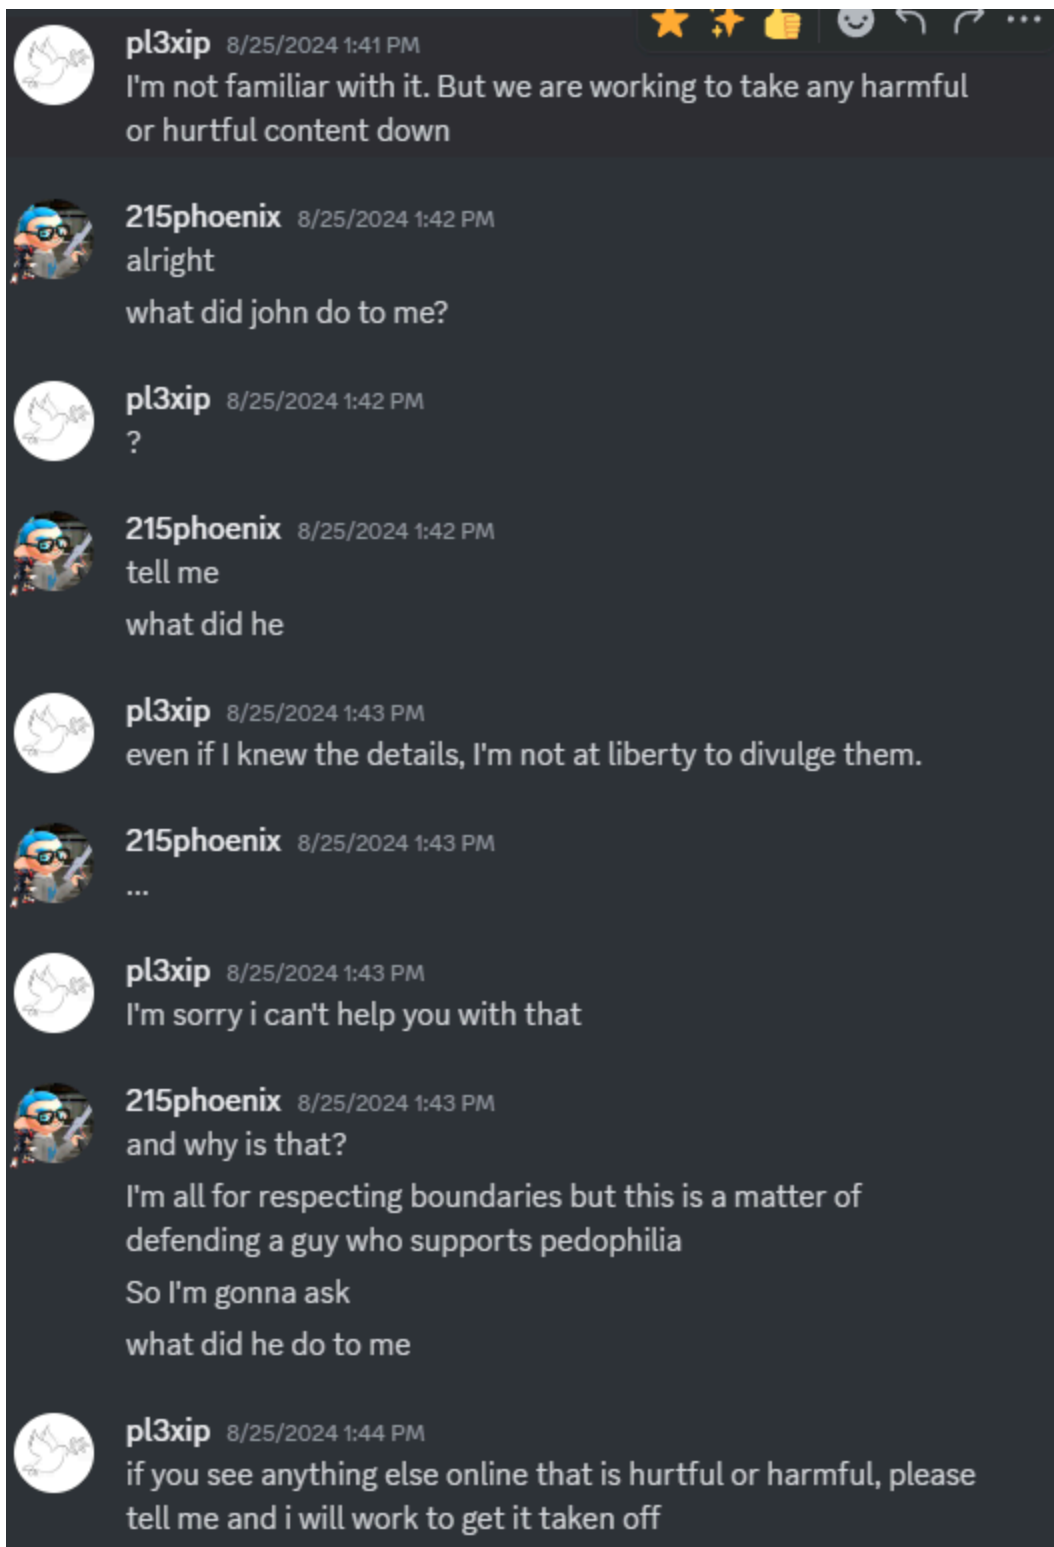 pl3xip 8/25/2024 1:41 PM
I'm not familiar with it. But we are working to take any harmful
or hurtful content down
215phoenix 8/25/2024 1:42 PM
alright
what did john do to me?
pl3xip 8/25/2024 1:42 PM
?
215phoenix 8/25/2024 1:42 PM
tell me
what did he
pl3xip 8/25/2024 1:43 PM
even if I knew the details, I'm not at liberty to divulge them.
215phoenix 8/25/2024 1:43 PM
...
pl3xip 8/25/2024 1:43 PM
I'm sorry i can't help you with that
215phoenix 8/25/2024 1:43 PM
and why is that?
I'm all for respecting boundaries but this is a matter of
defending a guy who supports pedophilia
So I'm gonna ask
what did he do to me
pl3xip 8/25/2024 1:44 PM
if you see anything else online that is hurtful or harmful, please
tell me and i will work to get it taken off